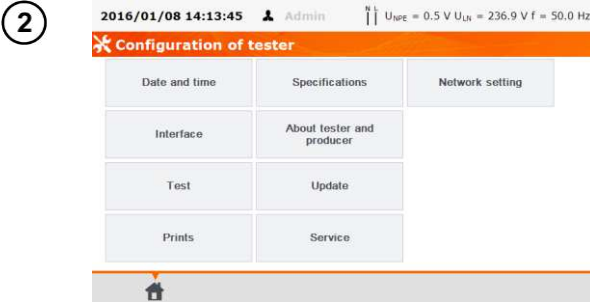 2
2016/01/08 14:13:45 Admin N L U_NPE = 0.5 V U_LN = 236.9 V f = 50.0 Hz
Configuration of tester
Date and time Specifications Network setting
Interface About tester and
producer
Test Update
Prints Service